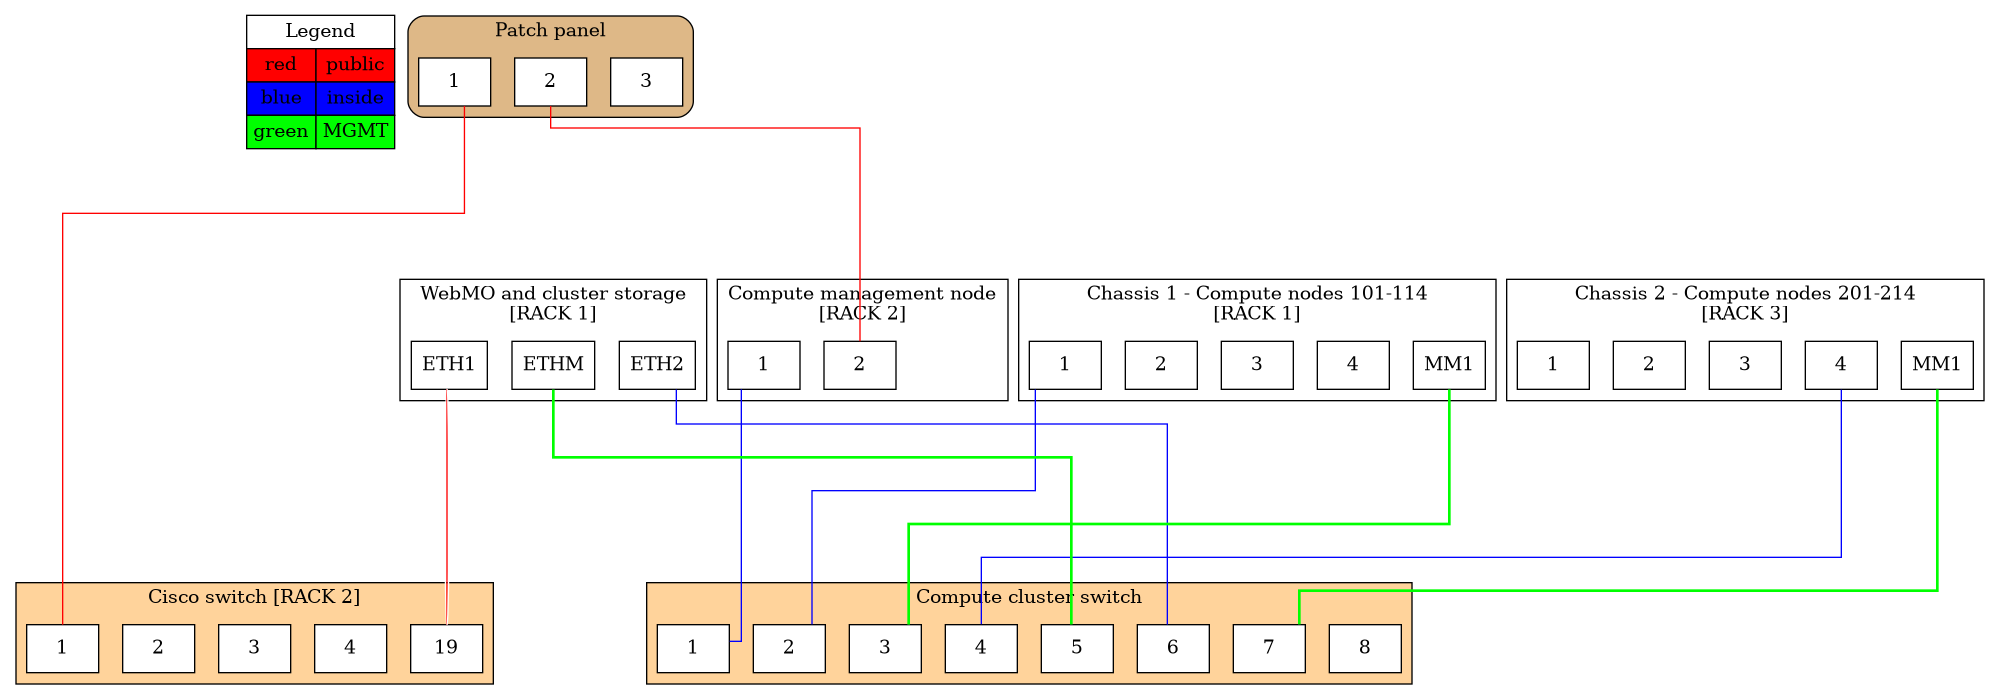 Legend
red public
blue inside
green MGMT
Patch panel
1 2 3
WebMO and cluster storage
[RACK 1]
ETH1 ETHM ETH2
Compute management node
[RACK 2]
1 2
Chassis 1 - Compute nodes 101-114
[RACK 1]
1 2 3 4 MM1
Chassis 2 - Compute nodes 201-214
[RACK 3]
1 2 3 4 MM1
Cisco switch [RACK 2]
1 2 3 4 19
Compute cluster switch
1 2 3 4 5 6 7 8